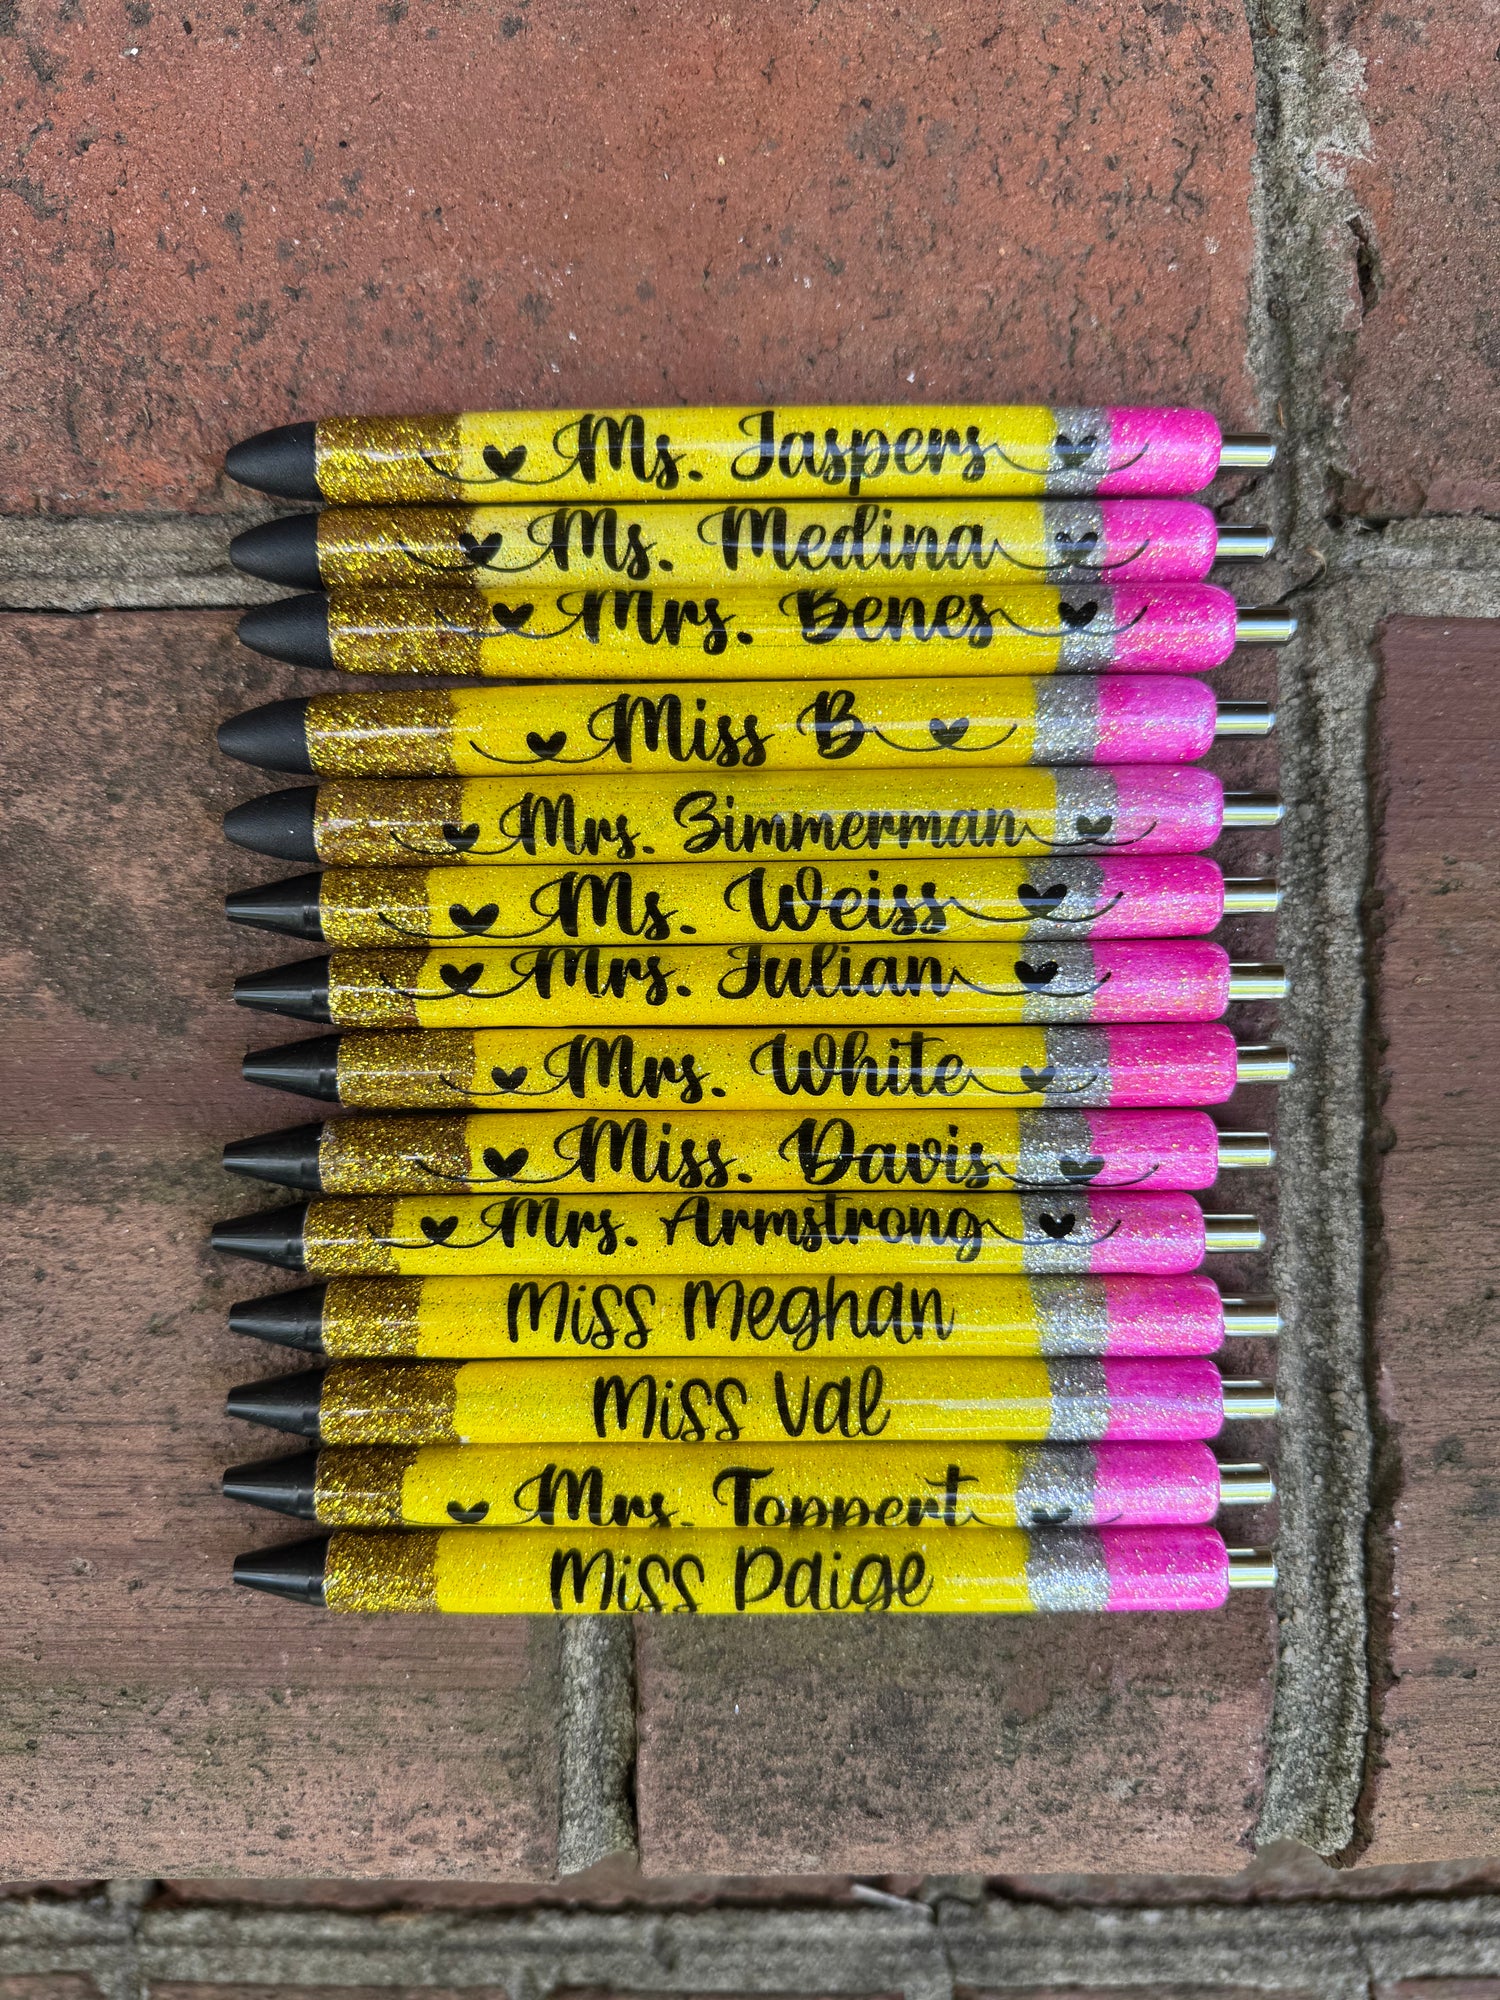 Ms. Jaspers
Ms. Medina
Mrs. Benes
Miss B
Mrs. Zimmerman
Ms. Weiss
Mrs. Julian
Mrs. White
Miss. Davis
Mrs. Armstrong
Miss Meghan
Miss Val
Mrs. Toppert
Miss Paige